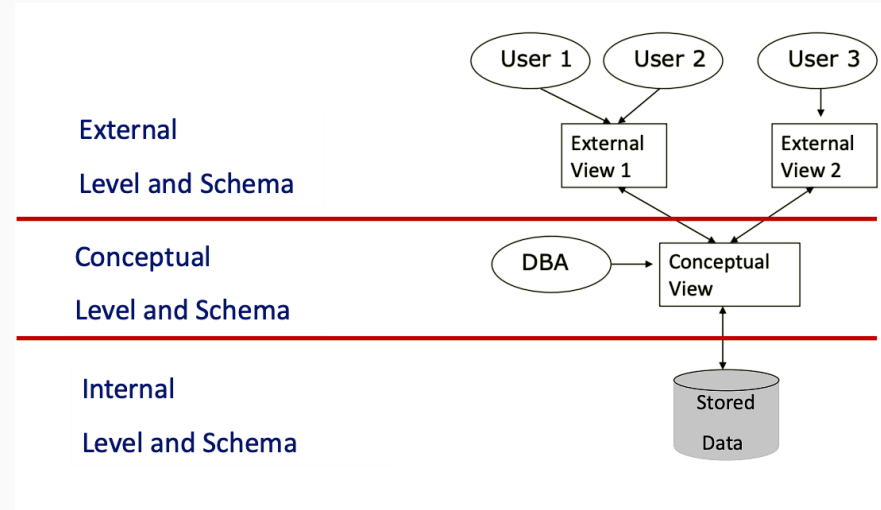 User 1
User 2
User 3
External
Level and Schema
External
View 1
External
View 2
Conceptual
Level and Schema
DBA
Conceptual
View
Internal
Level and Schema
Stored
Data